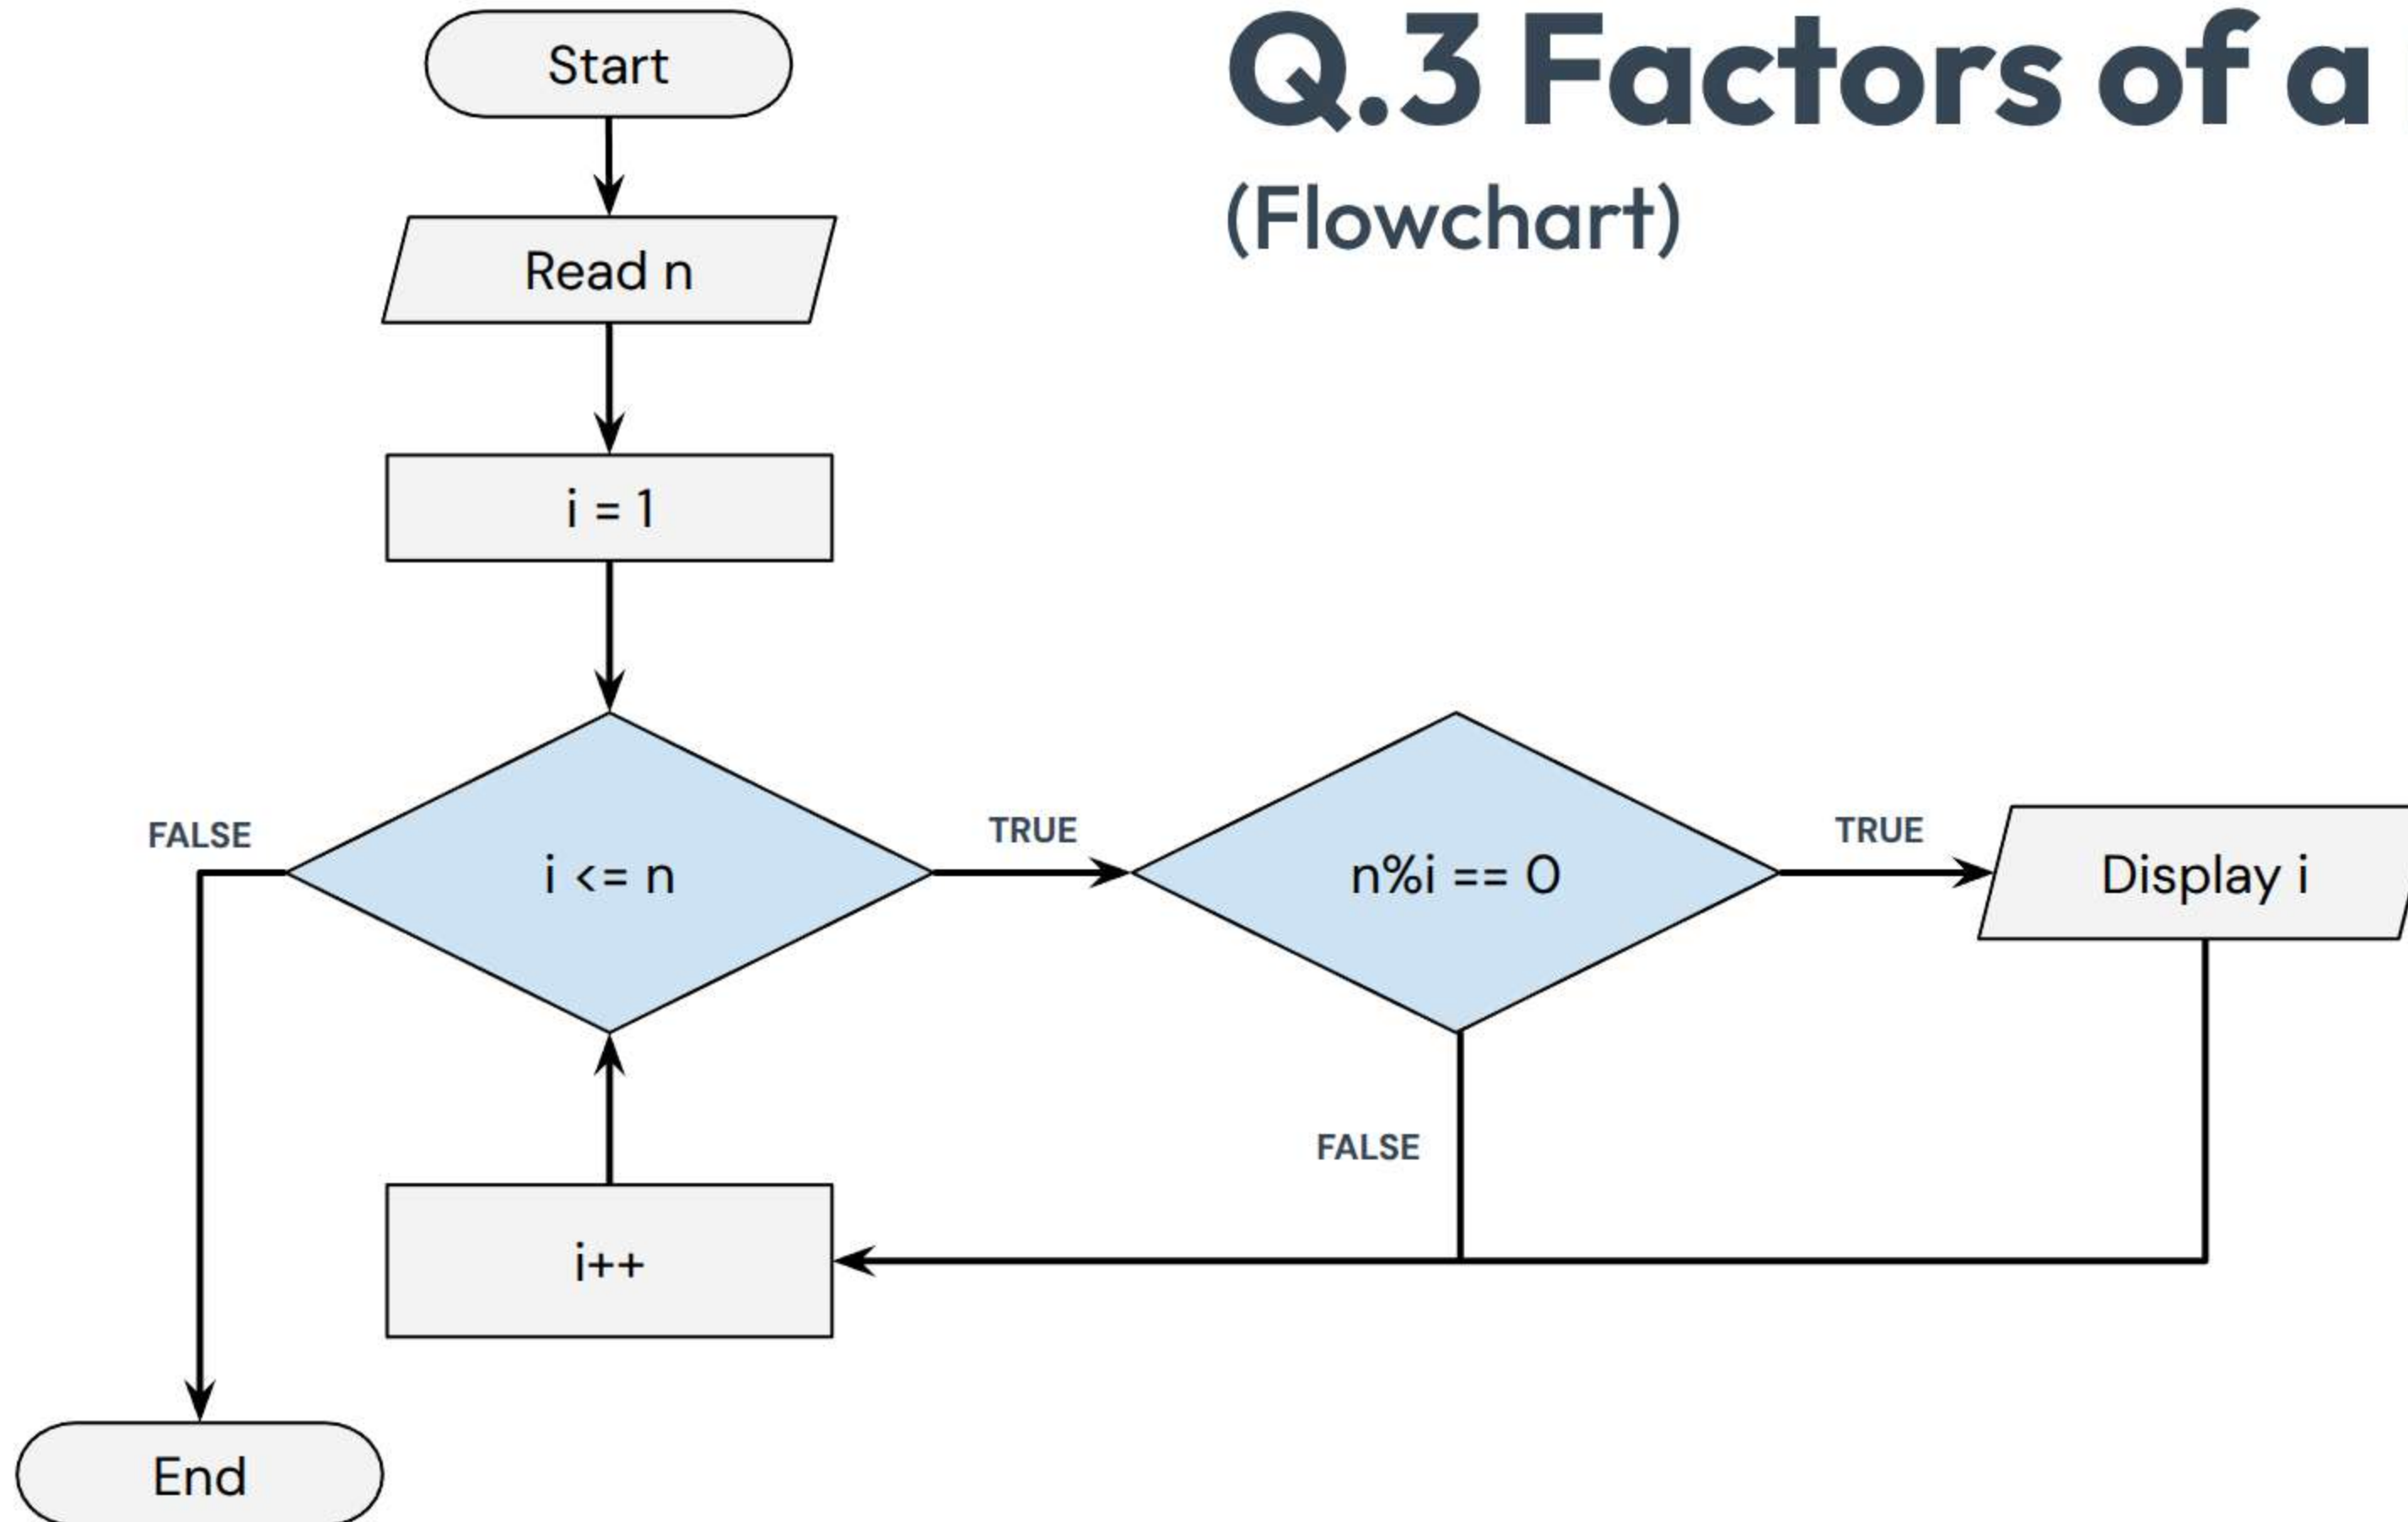 Q.3 Factors of a
(Flowchart)
Start
Read n
i = 1
i <= n
FALSE
TRUE
n%i == 0
TRUE
Display i
FALSE
i++
End